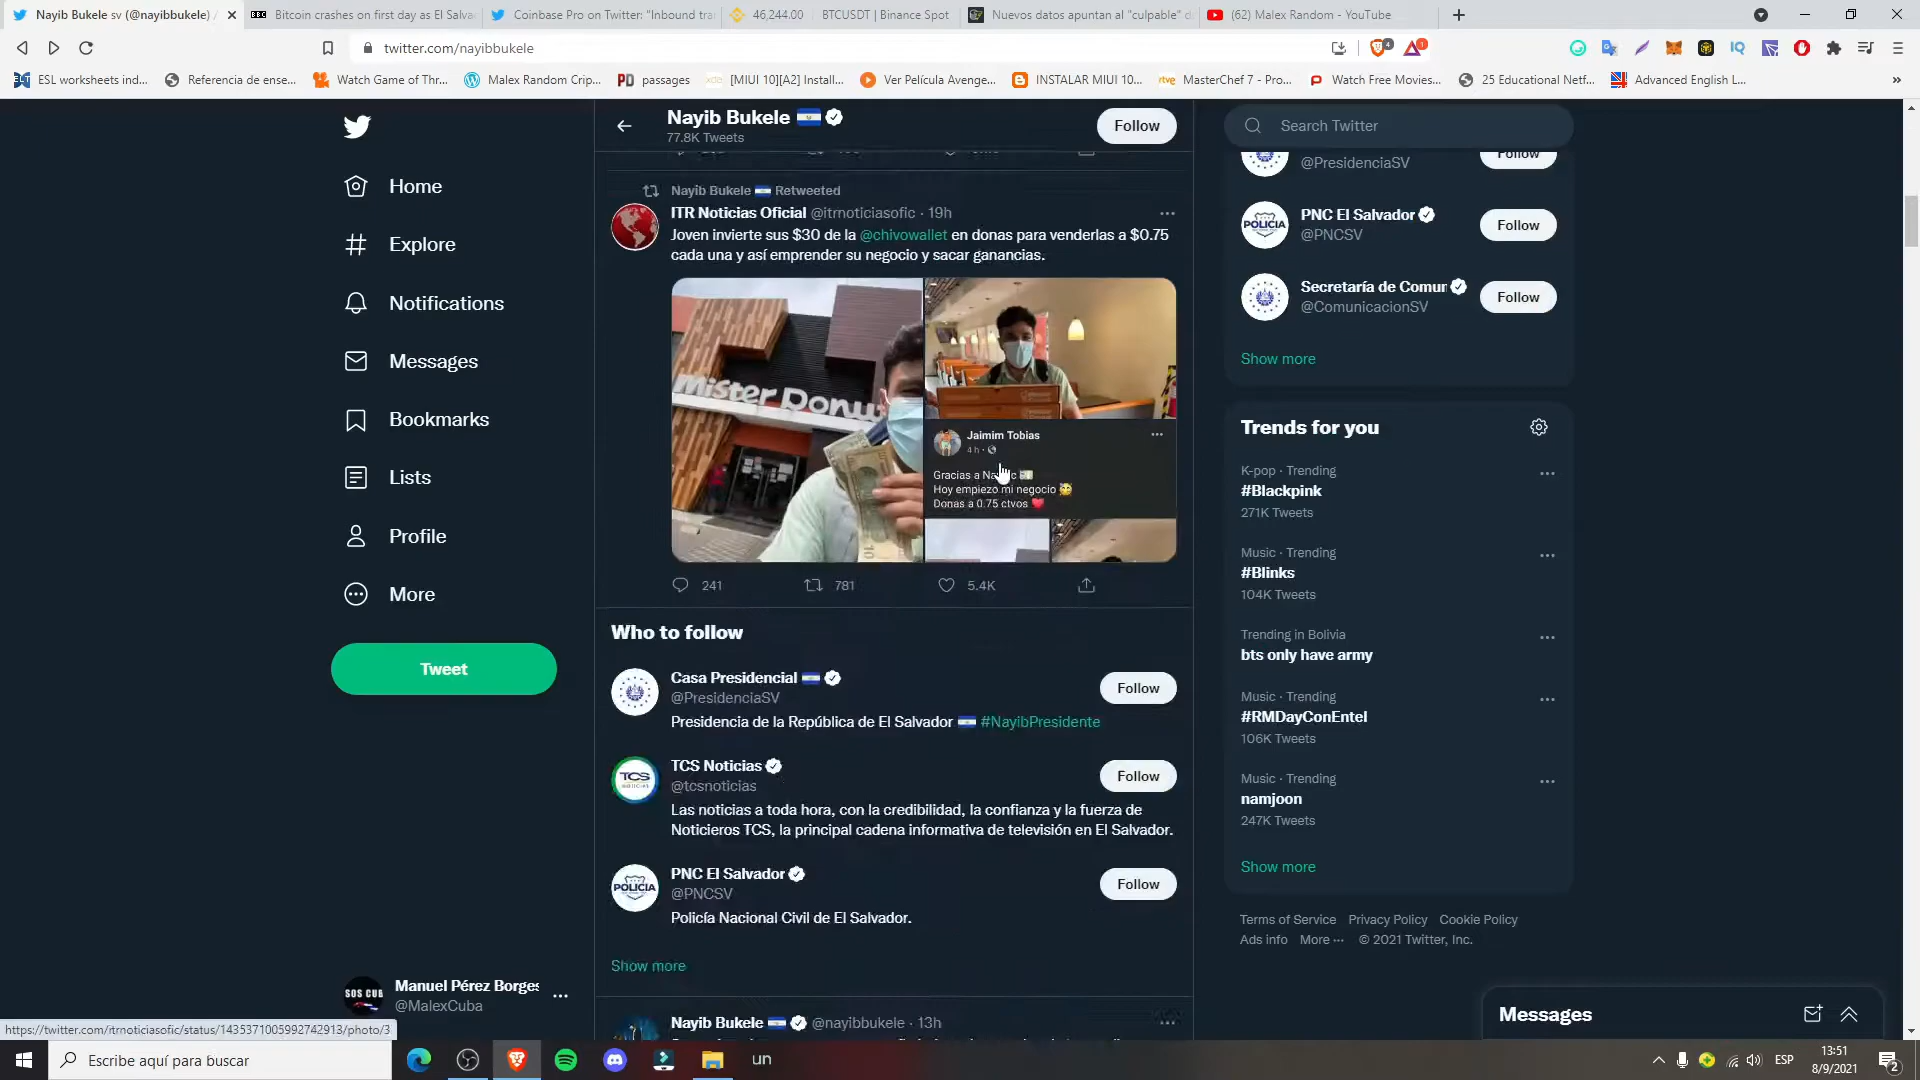 Nayib Bukele sv (@nayibbukele) /
BBC Bitcoin crashes on first day as El Salva
Coinbase Pro on Twitter: "Inbound tra
46,244.00 BTCUSDT | Binance Spot
Nuevos datos apuntan al "culpable" d
(62) Malex Random - YouTube
twitter.com/nayibbukele
ESL worksheets ind...
Referencia de ense...
Watch Game of Thr...
Malex Random Crip...
passages
[MIUI 10][A2] Install...
Ver Película Avenge...
INSTALAR MIUI 10...
rtve MasterChef 7 - Pro...
Watch Free Movies...
25 Educational Netf...
Advanced English L...
Home
Explore
Notifications
Messages
Bookmarks
Lists
Profile
More
Tweet
Manuel Pérez Borges
@MalexCuba
SOS CUB
https://twitter.com/itrnoticiasofic/status/1435371005992742913/photo/3
Nayib Bukele
77.8K Tweets
Follow
Nayib Bukele Retweeted
ITR Noticias Oficial @itrnoticiasofic · 19h
Joven invierte sus $30 de la @chivowallet en donas para venderlas a $0.75
cada una y así emprender su negocio y sacar ganancias.
Mister Donu
Jaimim Tobias
4 h
Gracias a Na
Hoy empiezo mi negocio
Donas a 0.75 ctvos
241
781
5.4K
Who to follow
Casa Presidencial
@PresidenciaSV
Presidencia de la República de El Salvador #NayibPresidente
Follow
TCS Noticias
@tcsnoticias
Las noticias a toda hora, con la credibilidad, la confianza y la fuerza de
Noticieros TCS, la principal cadena informativa de televisión en El Salvador.
Follow
TCS
PNC El Salvador
@PNCSV
Policía Nacional Civil de El Salvador.
Follow
POLICIA
Show more
Nayib Bukele @nayibbukele · 13h
Search Twitter
@PresidenciaSV
Follow
PNC El Salvador
@PNCSV
Follow
POLICIA
Secretaría de Comur
@ComunicacionSV
Follow
Show more
Trends for you
K-pop · Trending
#Blackpink
271K Tweets
Music · Trending
#Blinks
104K Tweets
Trending in Bolivia
bts only have army
Music · Trending
#RMDayConEntel
106K Tweets
Music · Trending
namjoon
247K Tweets
Show more
Terms of Service Privacy Policy Cookie Policy
Ads info More ··· © 2021 Twitter, Inc.
Messages
Escribe aquí para buscar
un
ESP
13:51
8/9/2021
2